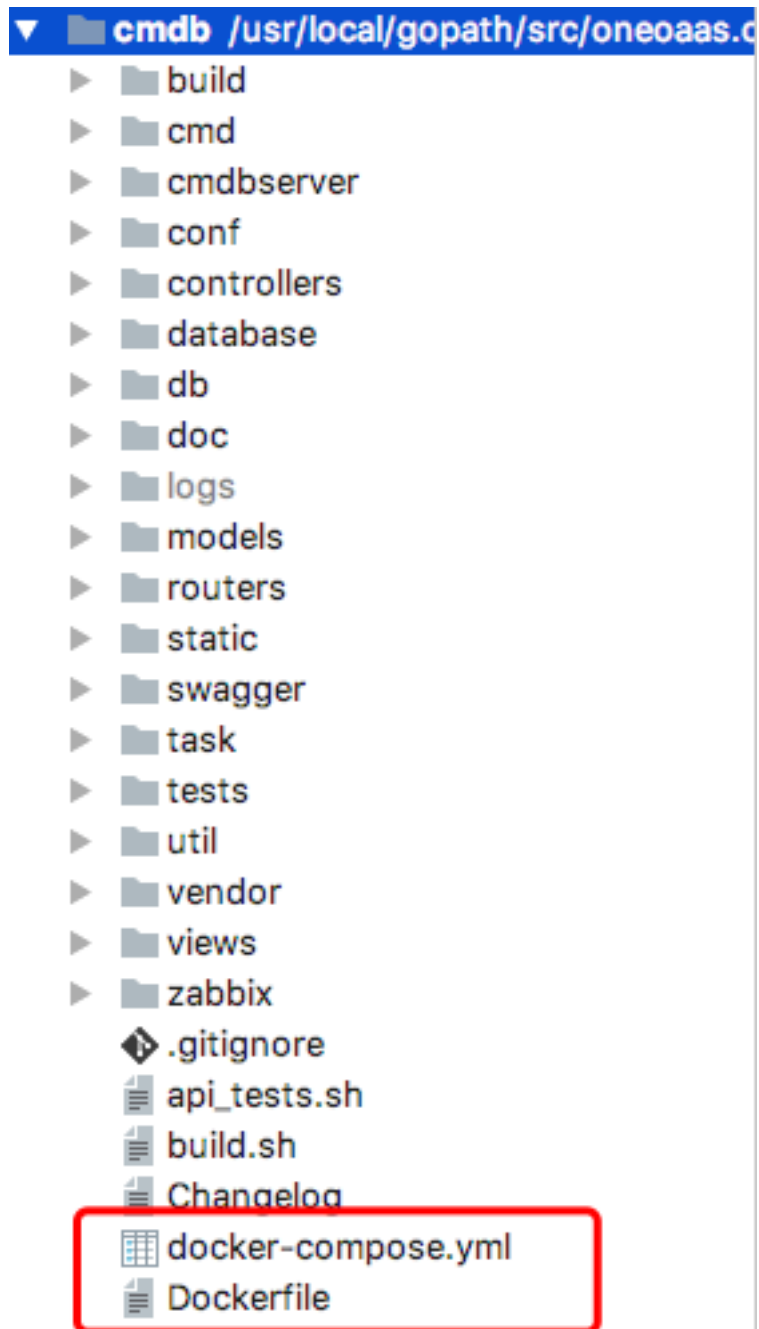 cmdb /usr/local/gopath/src/oneoaas.c
build
cmd
cmdbserver
conf
controllers
database
db
doc
logs
models
routers
static
swagger
task
tests
util
vendor
views
zabbix
.gitignore
api_tests.sh
build.sh
Changelog
docker-compose.yml
Dockerfile